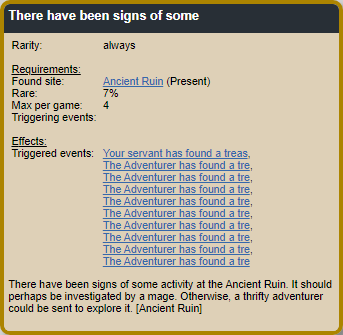 There have been signs of some
Rarity: always
Requirements:
Found site: Ancient Ruin (Present)
Rare: 7%
Max per game: 4
Triggering events:
Effects:
Triggered events: Your servant has found a treas,
The Adventurer has found a tre,
The Adventurer has found a tre,
The Adventurer has found a tre,
The Adventurer has found a tre,
The Adventurer has found a tre,
The Adventurer has found a tre,
The Adventurer has found a tre,
The Adventurer has found a tre,
The Adventurer has found a tre
There have been signs of some activity at the Ancient Ruin. It should
perhaps be investigated by a mage. Otherwise, a thrifty adventurer
could be sent to explore it. [Ancient Ruin]